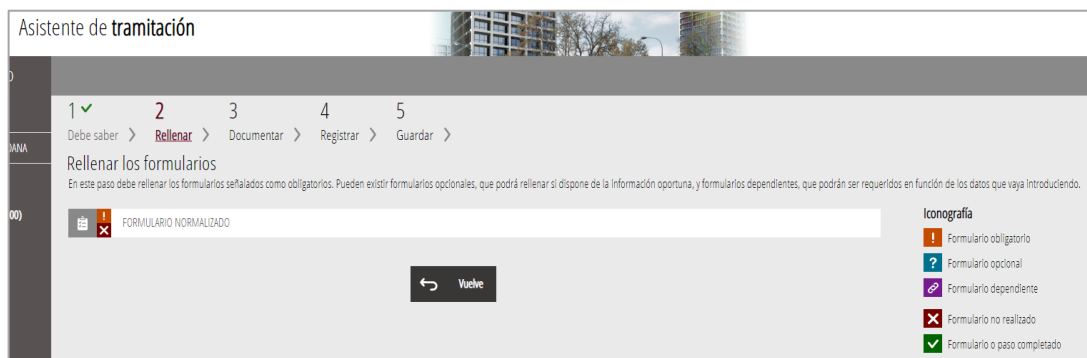 Asistente de tramitación
1 2 3 4 5
Debe saber Rellenar Documentar Registrar Guardar
Rellenar los formularios
En este paso debe rellenar los formularios señalados como obligatorios. Pueden existir formularios opcionales, que podrá rellenar si dispone de la información oportuna, y formularios dependientes, que podrán ser requeridos en función de los datos que vaya introduciendo.
FORMULARIO NORMALIZADO
Vuelve
Iconografía
! Formulario obligatorio
? Formulario opcional
Formulario dependiente
Formulario no realizado
Formulario o paso completado
00)